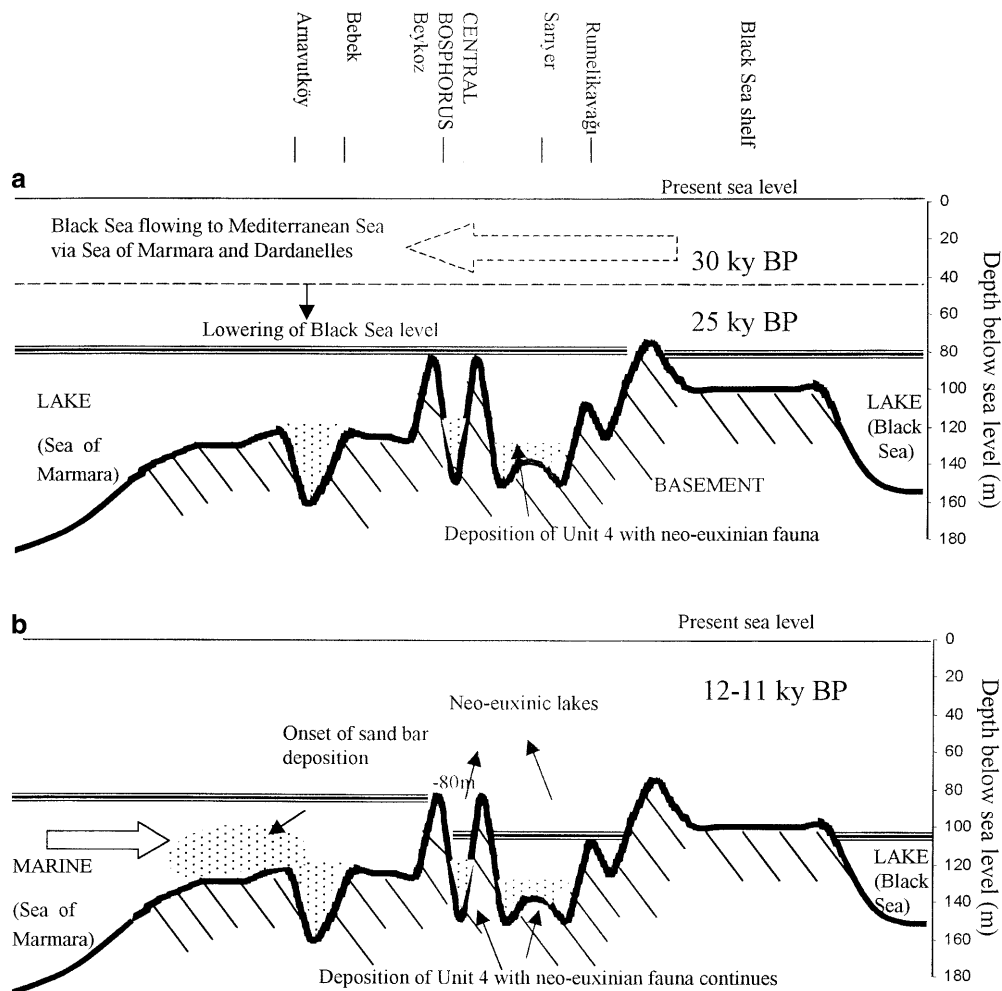 Arnavutköy
Bebek
Beykoz
BOSPHORUS
CENTRAL
Sarıyer
Rumelikavağı
Black Sea shelf
a
Present sea level
Black Sea flowing to Mediterranean Sea
via Sea of Marmara and Dardanelles
30 ky BP
25 ky BP
Lowering of Black Sea level
LAKE
(Sea of
Marmara)
LAKE
(Black
Sea)
BASEMENT
Deposition of Unit 4 with neo-euxinian fauna
0
20
40
60
80
100
120
140
160
180
Depth below sea level (m)
b
Present sea level
12-11 ky BP
Neo-euxinic lakes
Onset of sand bar
deposition
-80m
MARINE
(Sea of
Marmara)
LAKE
(Black
Sea)
Deposition of Unit 4 with neo-euxinian fauna continues
0
20
40
60
80
100
120
140
160
180
Depth below sea level (m)